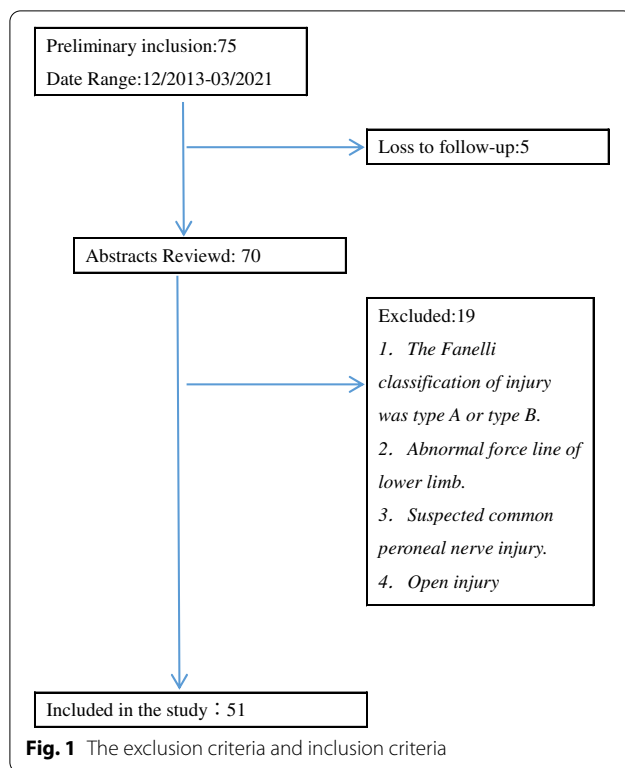 Preliminary inclusion:75
Date Range:12/2013-03/2021
Loss to follow-up:5
Abstracts Reviewd: 70
Excluded:19
1. The Fanelli
classification of injury
was type A or type B.
2. Abnormal force line of
lower limb.
3. Suspected common
peroneal nerve injury.
4. Open injury
Included in the study：51
Fig. 1 The exclusion criteria and inclusion criteria